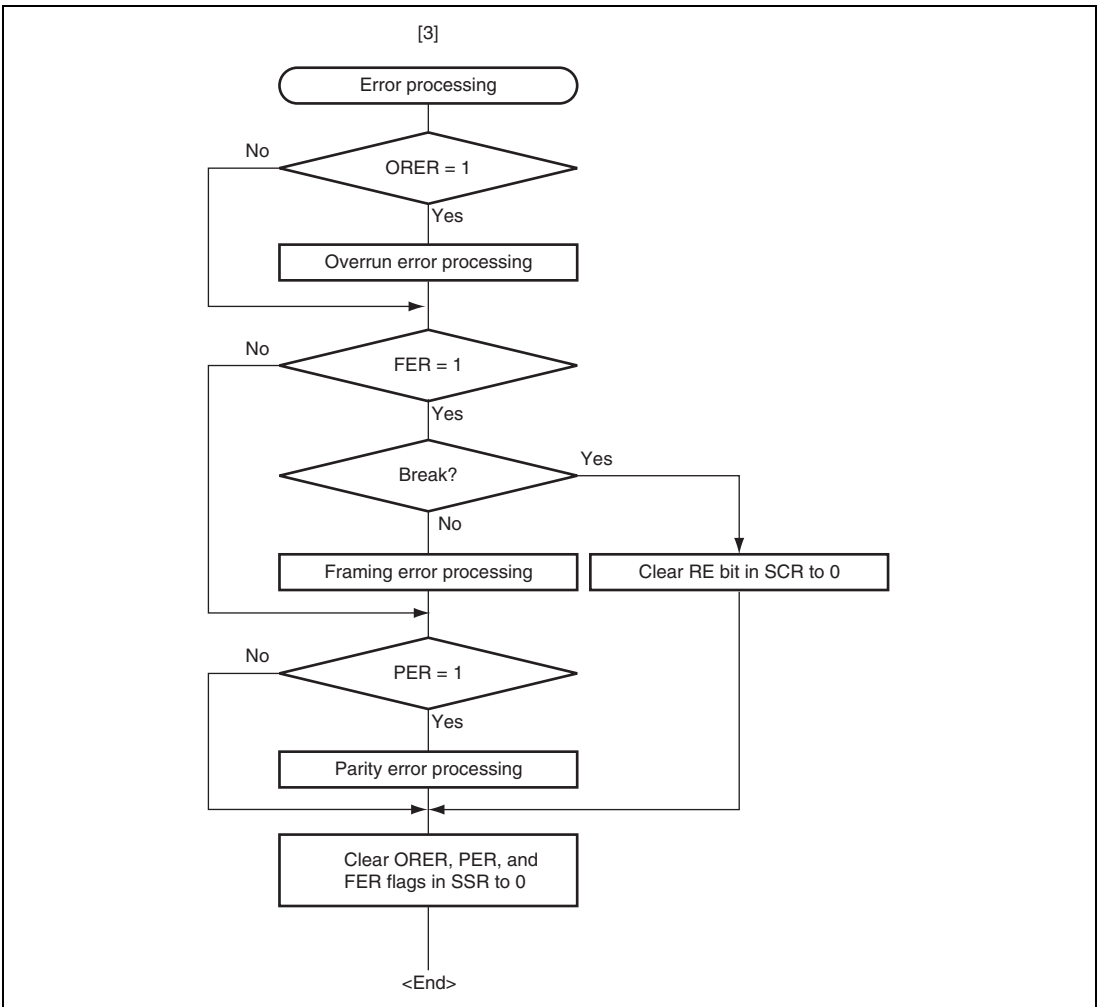 [3]
Error processing
No
ORER = 1
Yes
Overrun error processing
No
FER = 1
Yes
Break?
Yes
No
Framing error processing
Clear RE bit in SCR to 0
No
PER = 1
Yes
Parity error processing
Clear ORER, PER, and
FER flags in SSR to 0
<End>